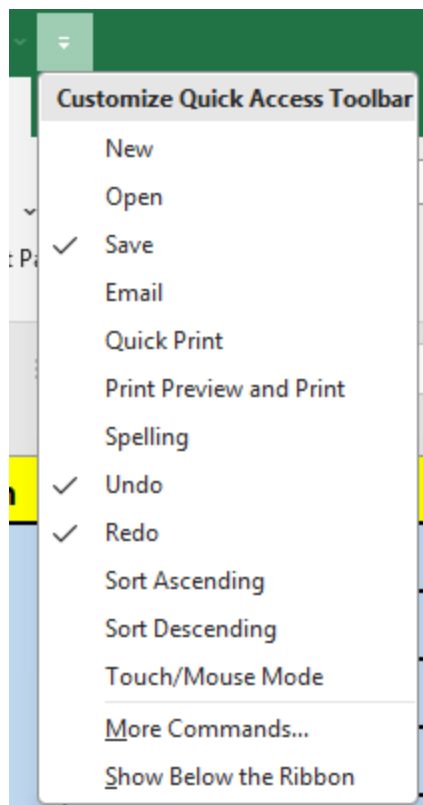 Customize Quick Access Toolbar
New
Open
Save
Email
Quick Print
Print Preview and Print
Spelling
Undo
Redo
Sort Ascending
Sort Descending
Touch/Mouse Mode
More Commands...
Show Below the Ribbon